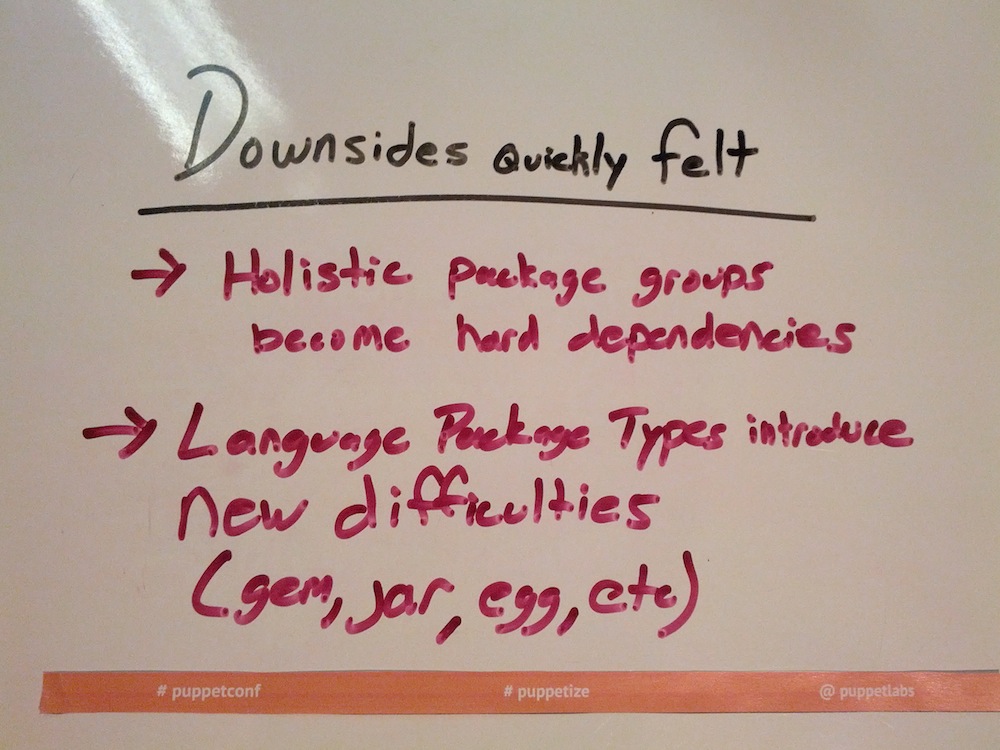 Downsides Quickly felt
→ Holistic package groups
become hard dependencies
→ Language Package Types introduce
new difficulties
(gem, jar, egg, etc)
# puppetconf # puppetize @ puppetlabs